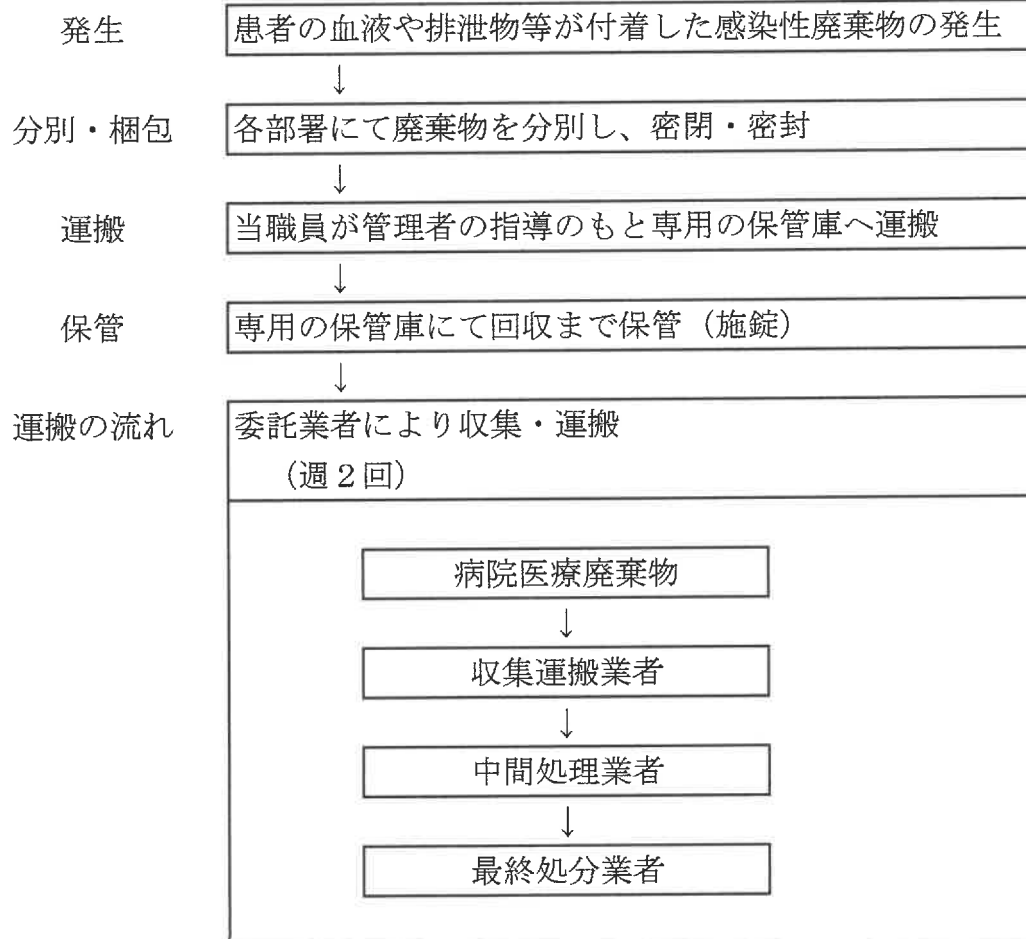 発生
患者の血液や排泄物等が付着した感染性廃棄物の発生
↓
分別・梱包
各部署にて廃棄物を分別し、密閉・密封
↓
運搬
当職員が管理者の指導のもと専用の保管庫へ運搬
↓
保管
専用の保管庫にて回収まで保管（施錠）
↓
運搬の流れ
委託業者により収集・運搬
（週２回）
病院医療廃棄物
↓
収集運搬業者
↓
中間処理業者
↓
最終処分業者